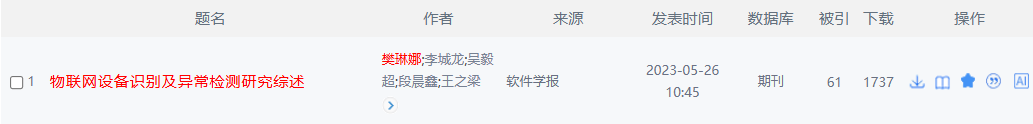 题名 作者 来源 发表时间 数据库 被引 下载 操作
1 物联网设备识别及异常检测研究综述 樊琳娜;李城龙;吴毅超;段晨鑫;王之梁 软件学报 2023-05-26 10:45 期刊 61 1737 AI